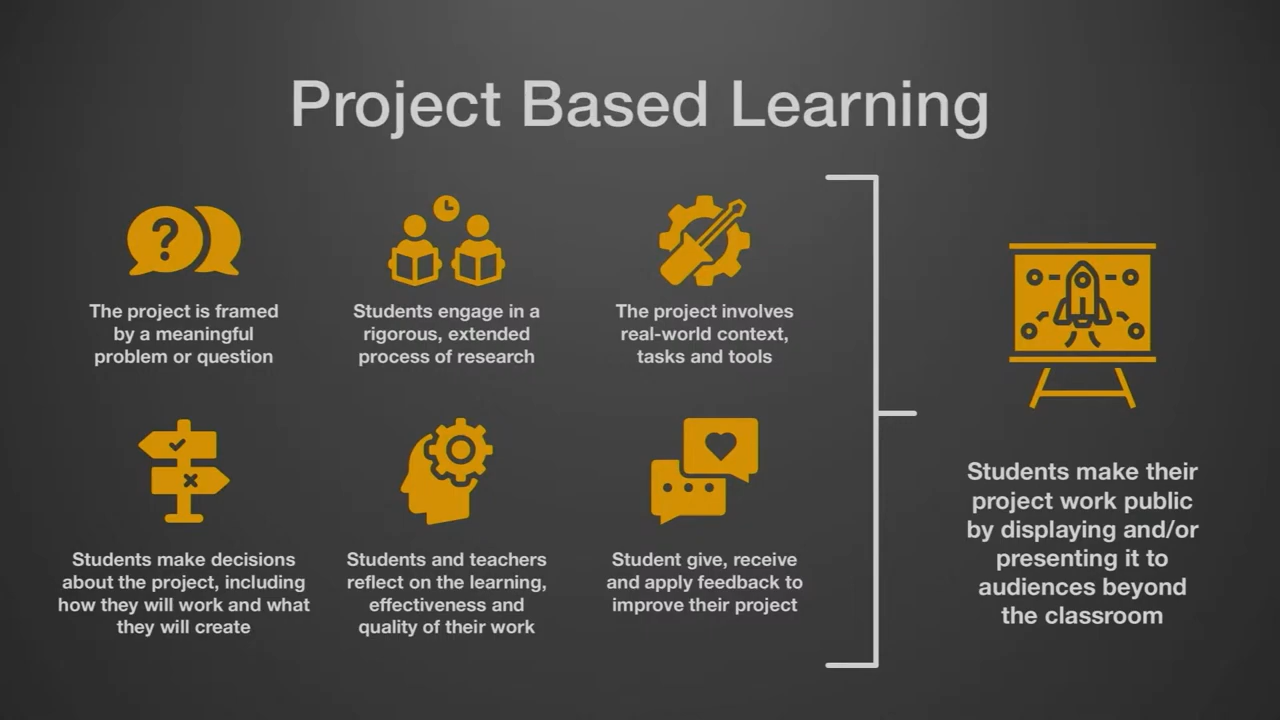 Project Based Learning
The project is framed
by a meaningful
problem or question
Students engage in a
rigorous, extended
process of research
The project involves
real-world context,
tasks and tools
Students make decisions
about the project, including
how they will work and what
they will create
Students and teachers
reflect on the learning,
effectiveness and
quality of their work
Student give, receive
and apply feedback to
improve their project
Students make their
project work public
by displaying and/or
presenting it to
audiences beyond
the classroom